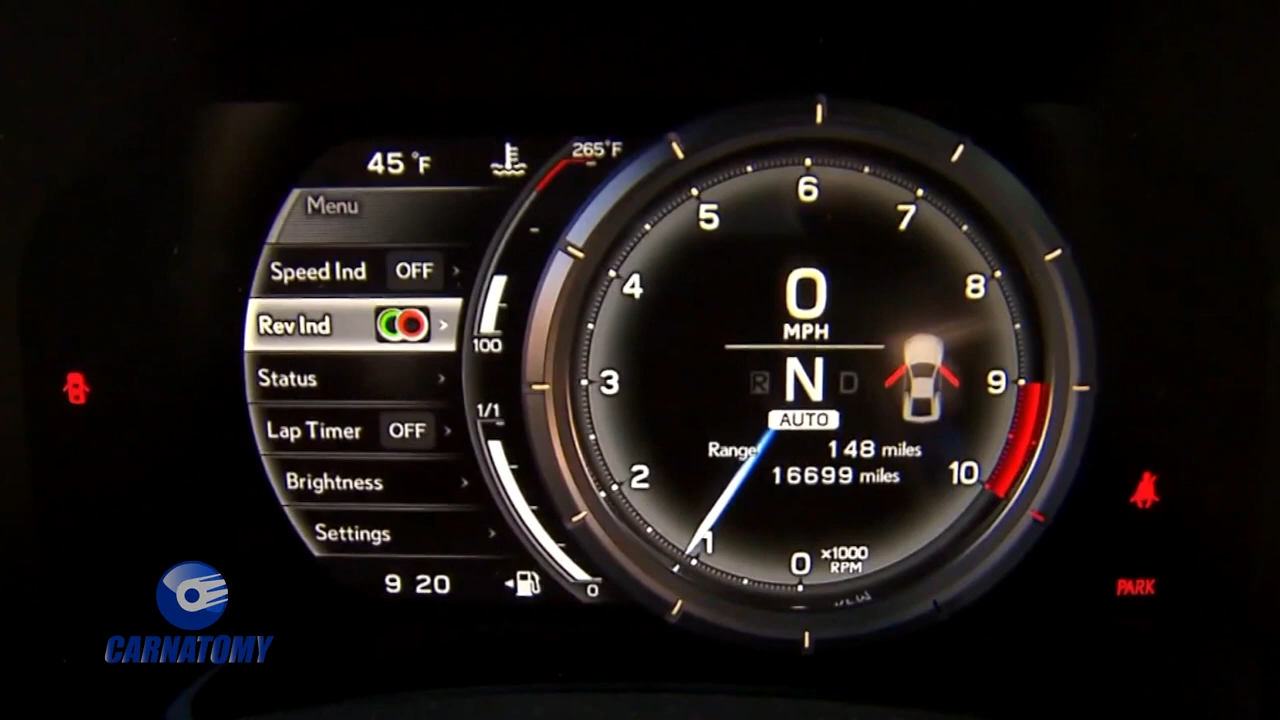 45 °F
265°F
Menu
Speed Ind OFF
Rev Ind
Status
Lap Timer OFF
Brightness
Settings
9 20
100
1/1
0
0
1
2
3
4
5
6
7
8
9
10
x1000
RPM
0
MPH
R N D
AUTO
Range 148 miles
16699 miles
PARK
CARNATOMY